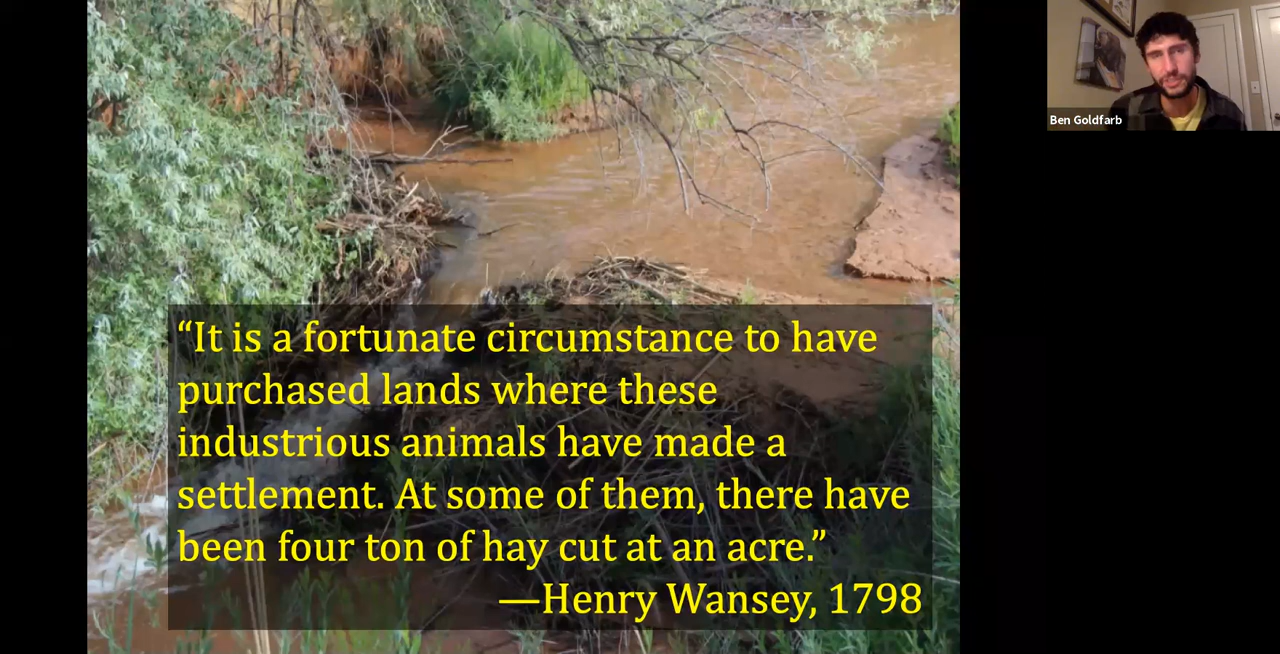 “It is a fortunate circumstance to have
purchased lands where these
industrious animals have made a
settlement. At some of them, there have
been four ton of hay cut at an acre.”
—Henry Wansey, 1798
Ben Goldfarb